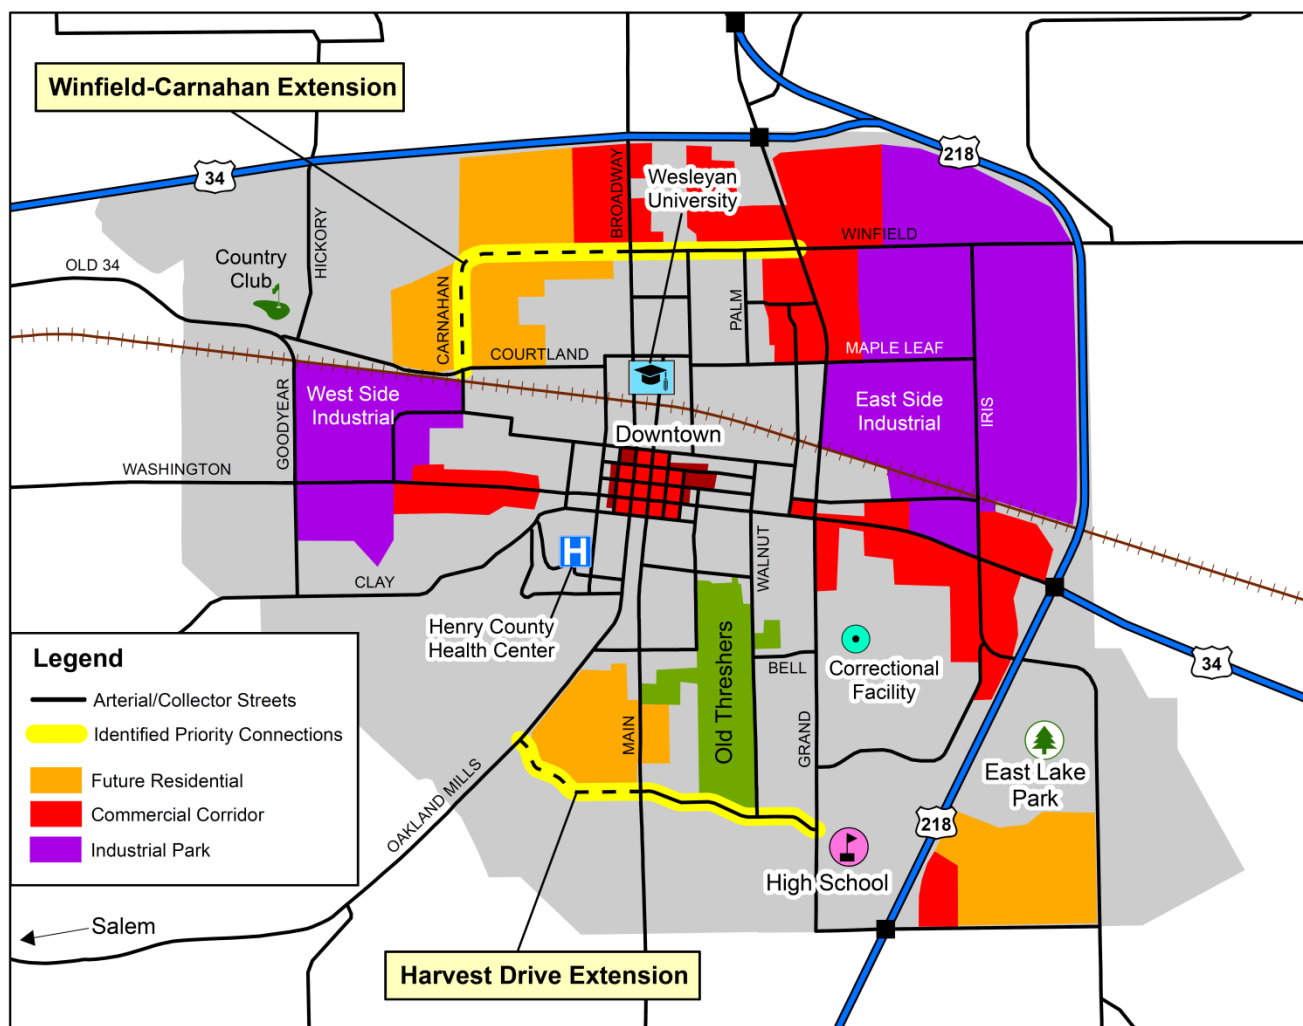 Winfield-Carnahan Extension
218
34
BROADWAY
Wesleyan
University
WINFIELD
HICKORY
Country
Club
OLD 34
CARNAHAN
PALM
COURTLAND
MAPLE LEAF
West Side
Industrial
East Side
Industrial
IRIS
GOODYEAR
Downtown
WASHINGTON
H
WALNUT
CLAY
Henry County
Health Center
Old Threshers
BELL
Correctional
Facility
34
Legend
Arterial/Collector Streets
Identified Priority Connections
Future Residential
Commercial Corridor
Industrial Park
MAIN
GRAND
OAKLAND MILLS
East Lake
Park
218
High School
Salem
Harvest Drive Extension